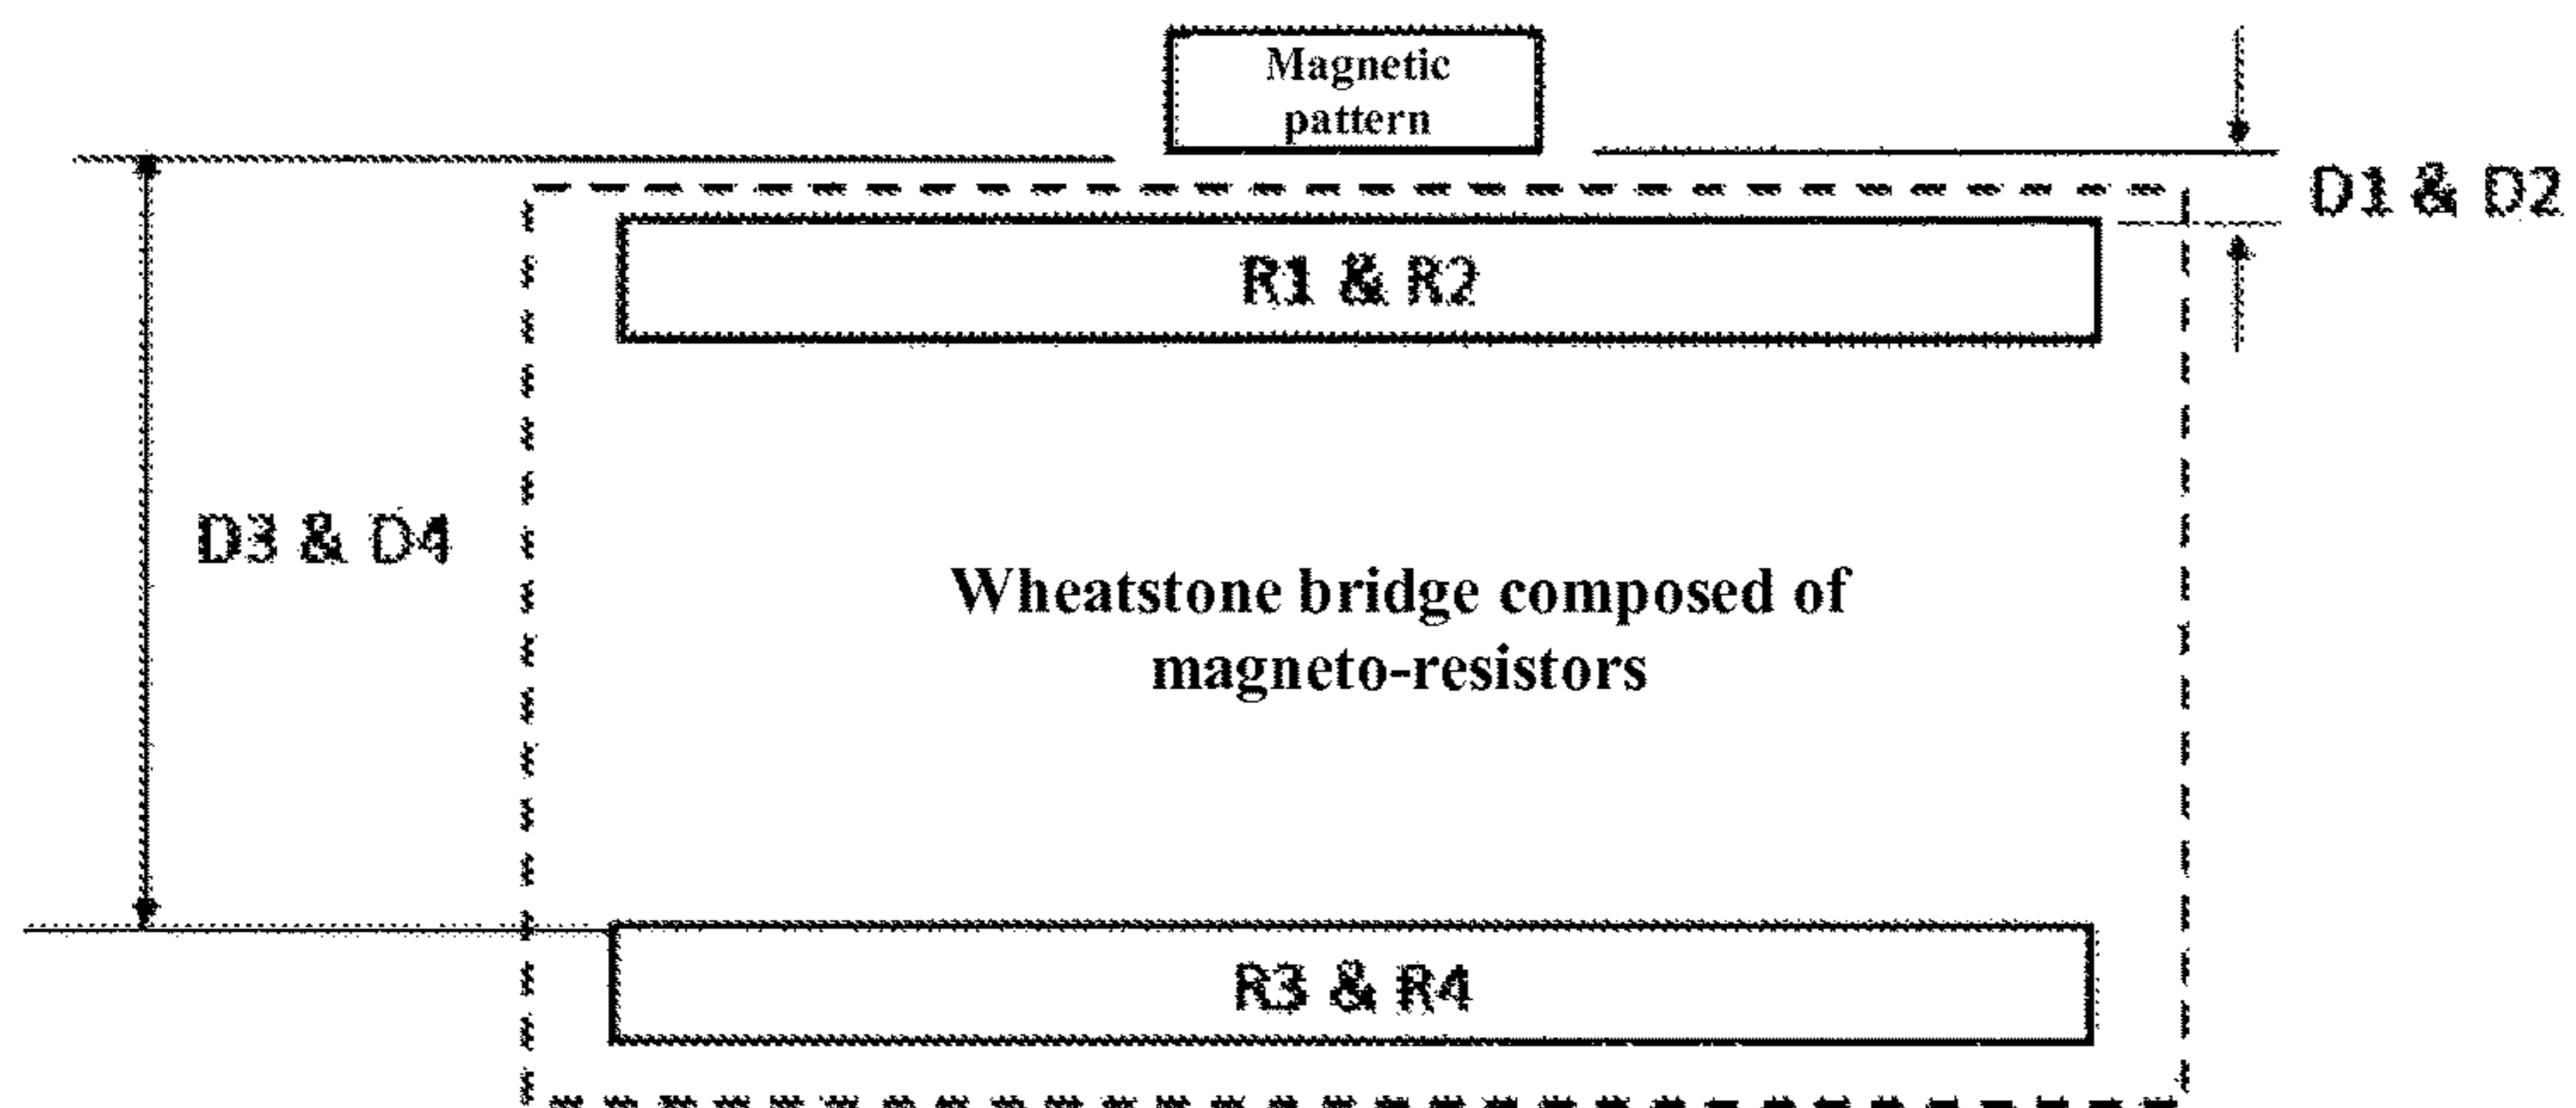 Magnetic
pattern
D1 & D2
R1 & R2
D3 & D4
Wheatstone bridge composed of
magneto-resistors
R3 & R4